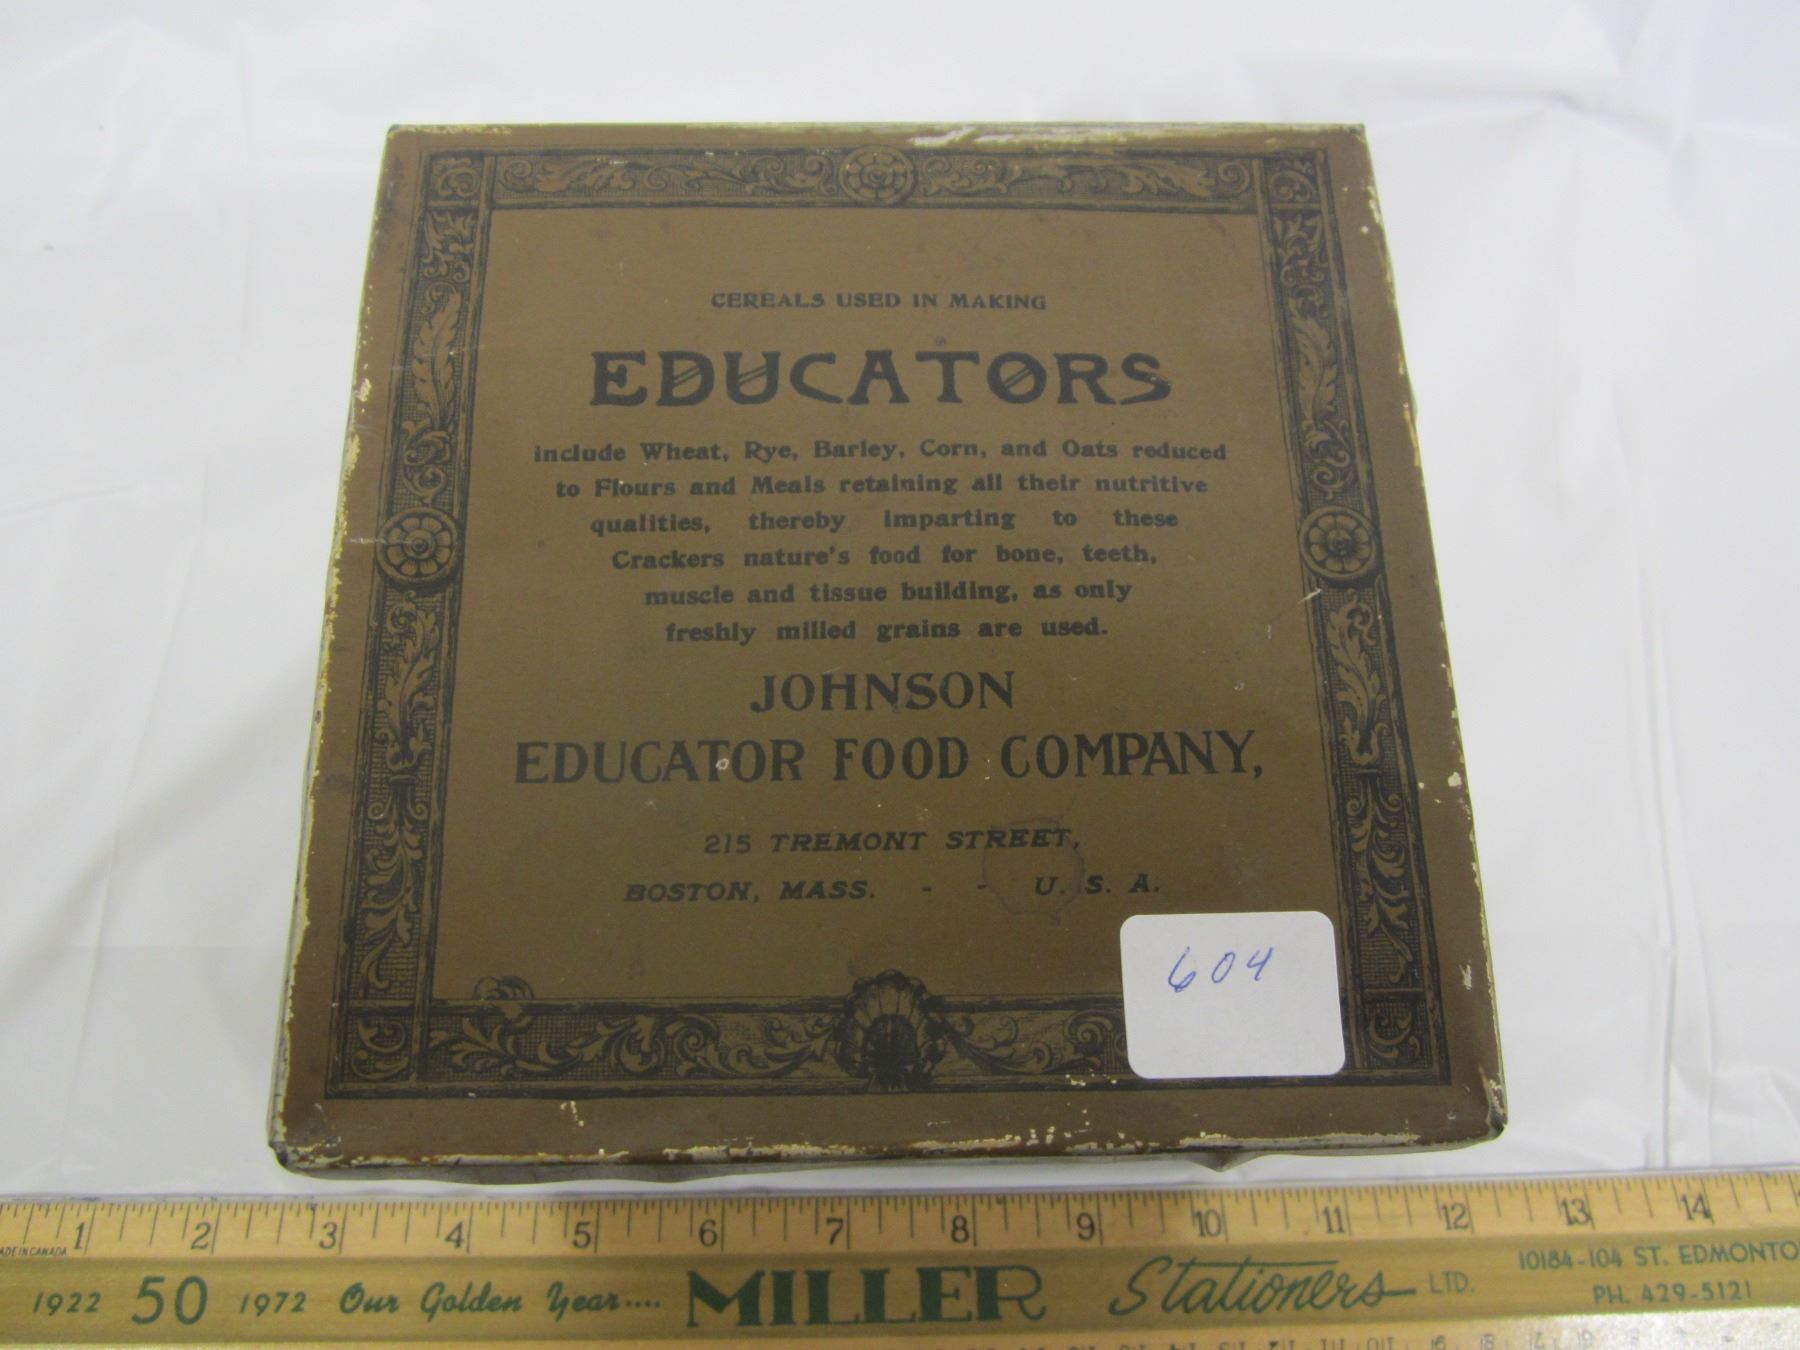 CEREALS USED IN MAKING
EDUCATORS
include Wheat, Rye, Barley, Corn, and Oats reduced
to Flours and Meals retaining all their nutritive
qualities, thereby imparting to these
Crackers nature's food for bone, teeth,
muscle and tissue building, as only
freshly milled grains are used.
JOHNSON
EDUCATOR FOOD COMPANY,
215 TREMONT STREET,
BOSTON, MASS. - - U. S. A.
604
1 2 3 4 5 6 7 8 9 10 11 12 13 14
MADE IN CANADA
1922 50 1972 Our Golden Year.... MILLER Stationers LTD.
10184-104 ST. EDMONTO
PH. 429-5121